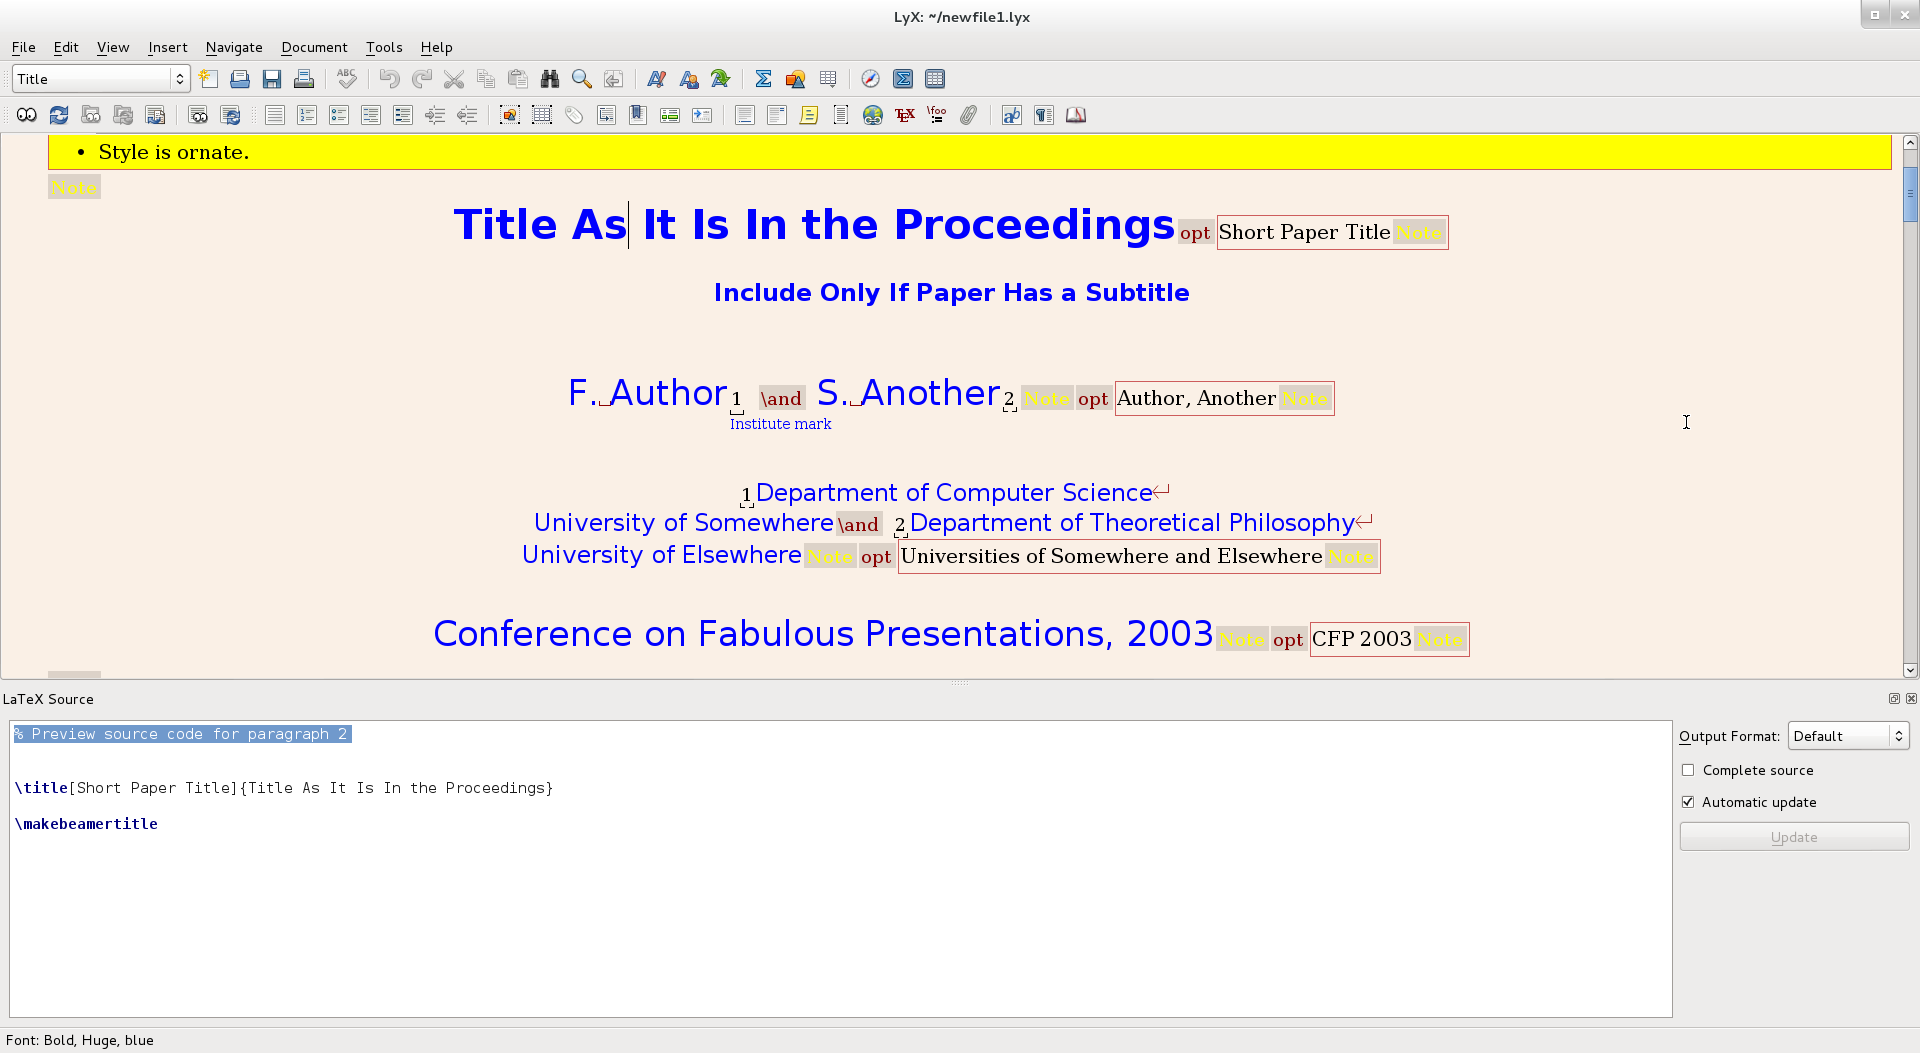 LyX: ~/newfile1.lyx
File Edit View Insert Navigate Document Tools Help
Title
ABC
TEX \foo ab
• Style is ornate.
Note
Title As It Is In the Proceedings opt Short Paper Title Note
Include Only If Paper Has a Subtitle
F. Author 1 \and S. Another 2 Note opt Author, Another Note
Institute mark
1 Department of Computer Science
University of Somewhere \and 2 Department of Theoretical Philosophy
University of Elsewhere Note opt Universities of Somewhere and Elsewhere Note
Conference on Fabulous Presentations, 2003 Note opt CFP 2003 Note
LaTeX Source
% Preview source code for paragraph 2
\title[Short Paper Title]{Title As It Is In the Proceedings}
\makebeamertitle
Output Format: Default
Complete source
Automatic update
Update
Font: Bold, Huge, blue